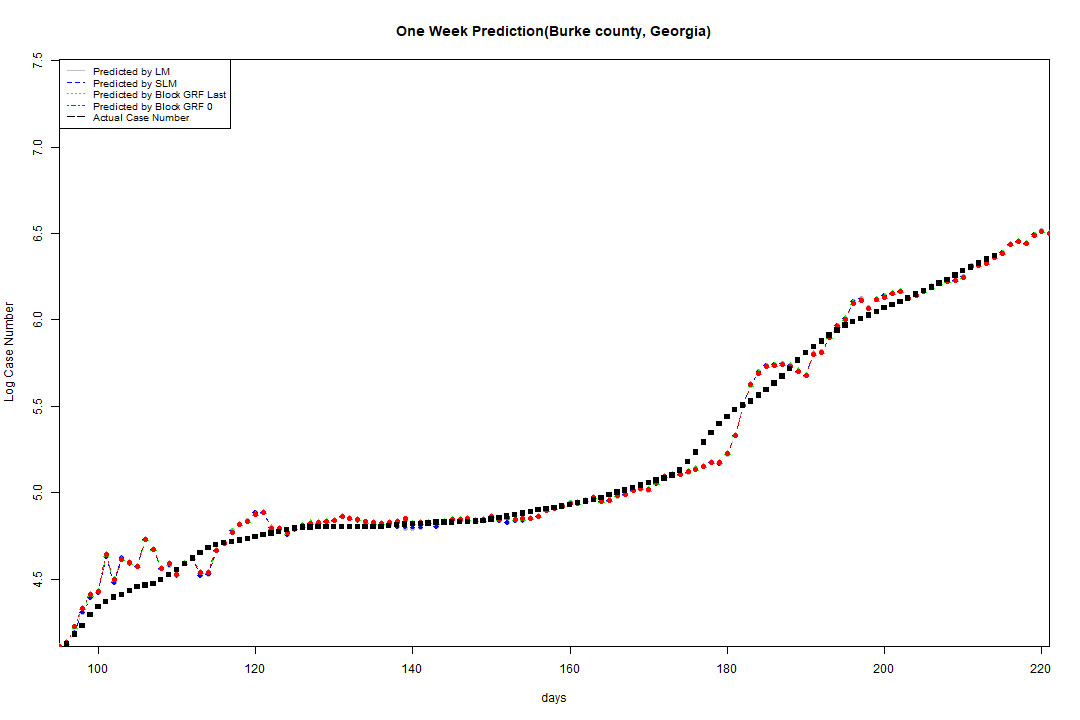 One Week Prediction(Burke county, Georgia)
Predicted by LM
Predicted by SLM
Predicted by Block GRF Last
Predicted by Block GRF 0
Actual Case Number
7.5
7.0
6.5
6.0
5.5
5.0
4.5
Log Case Number
100 120 140 160 180 200 220
days